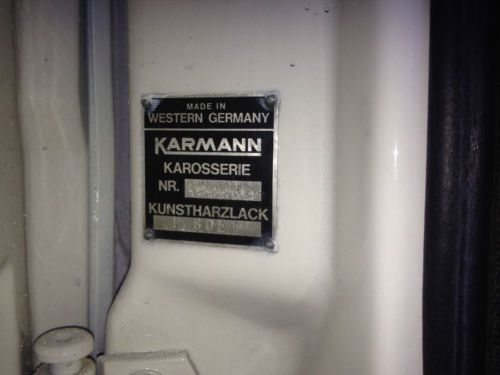 MADE IN
WESTERN GERMANY
KARMANN
KAROSSERIE
NR.
KUNSTHARZLACK